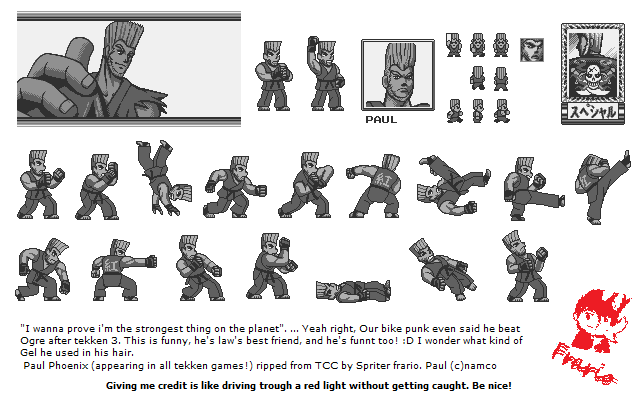 PAUL
スペシャル
紅
紅
"I wanna prove i'm the strongest thing on the planet". ... Yeah right, Our bike punk even said he beat
Ogre after tekken 3. This is funny, he's law's best friend, and he's funnt too! :D I wonder what kind of
Gel he used in his hair.
Paul Phoenix (appearing in all tekken games!) ripped from TCC by Spriter frario. Paul (c)namco
Giving me credit is like driving trough a red light without getting caught. Be nice!
Frario